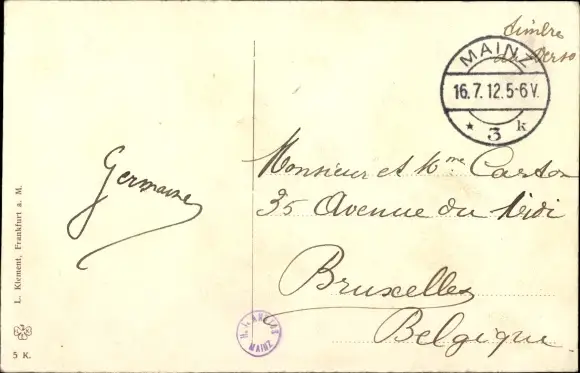 Timbre
au Verso
MAINZ
16.7.12.5-6 V.
* 3 k
Monsieur et Mme Carton
35 Avenue du Midi
Bruxelles
Belgique
Germaine
L. Klement, Frankfurt a. M.
5 K.
MAINZ